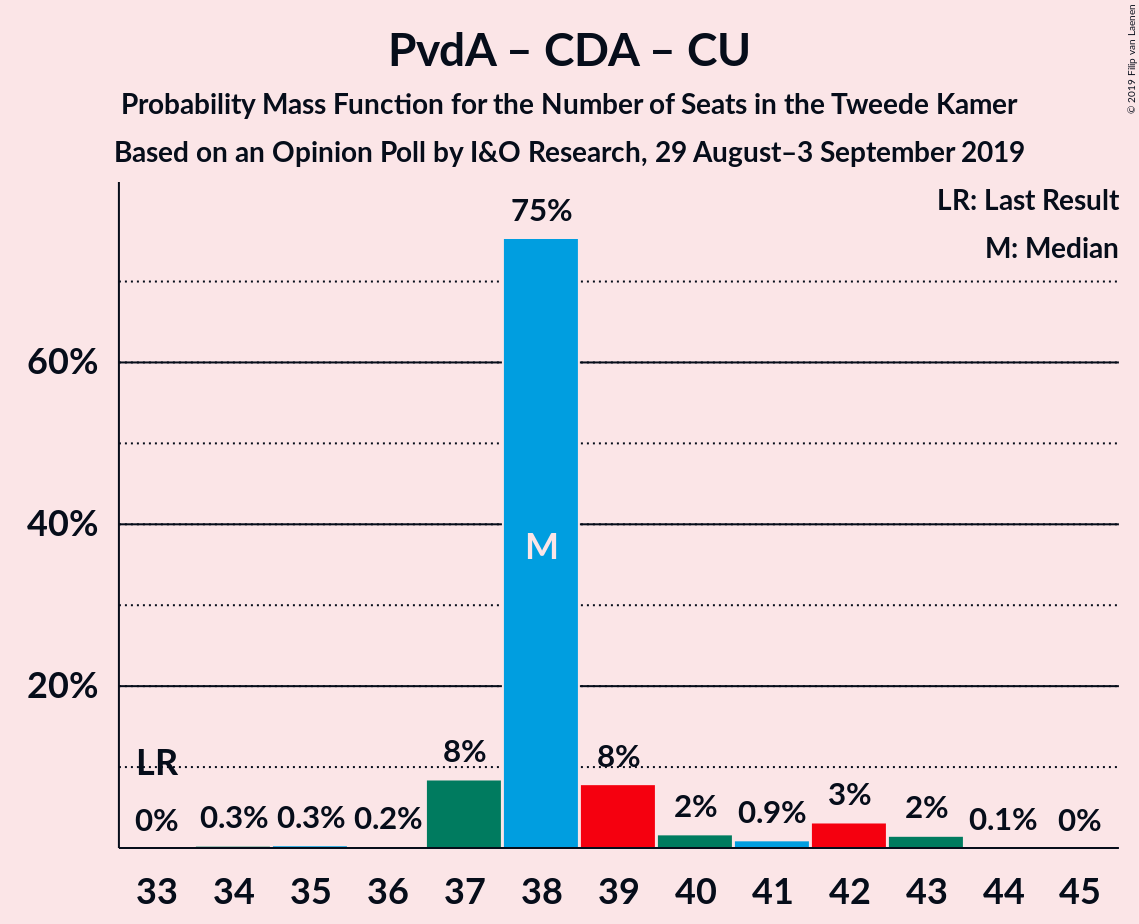 PvdA – CDA – CU
Probability Mass Function for the Number of Seats in the Tweede Kamer
Based on an Opinion Poll by I&O Research, 29 August–3 September 2019
© 2019 Filip van Laenen
LR: Last Result
M: Median
75%
60%
40%
M
20%
LR
0%
0.3%
0.3%
0.2%
8%
8%
2%
0.9%
3%
2%
0.1%
0%
33 34 35 36 37 38 39 40 41 42 43 44 45